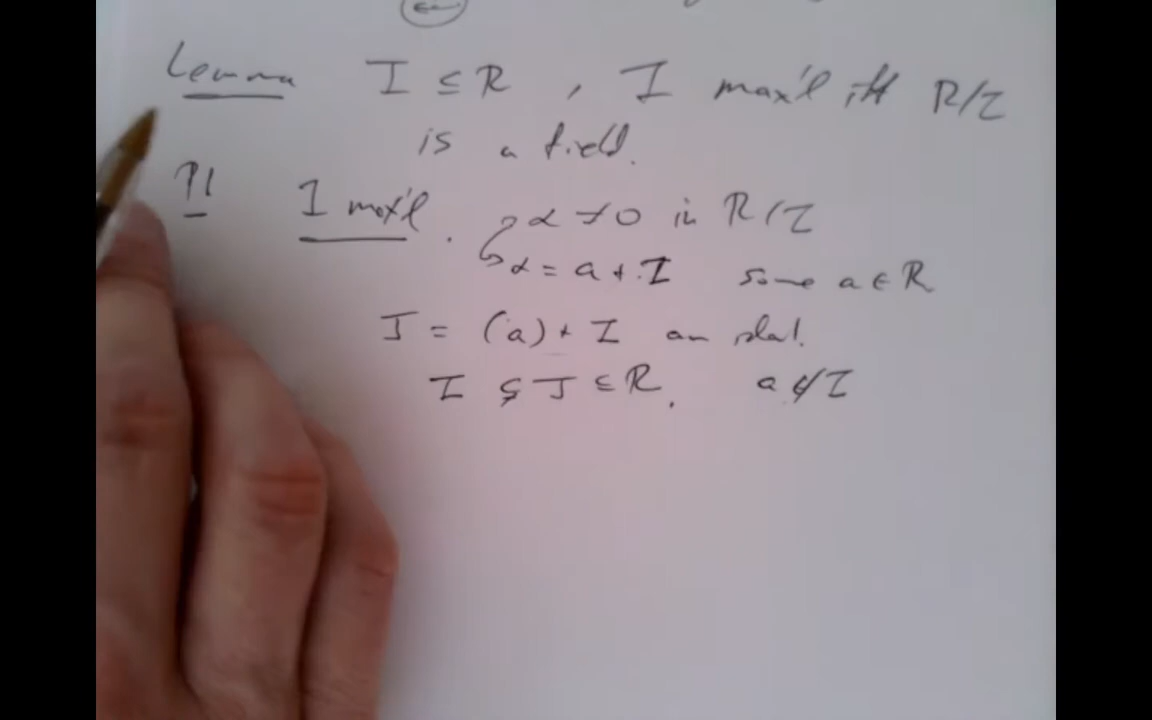 Lemma I ⊆ R , I max'l iff R/I
is a field.
Pf I max'l . α ≠ 0 in R/I
α = a + I some a ∈ R
J = (a) + I an ideal.
I ⊊ J ⊆ R. a ∉ I